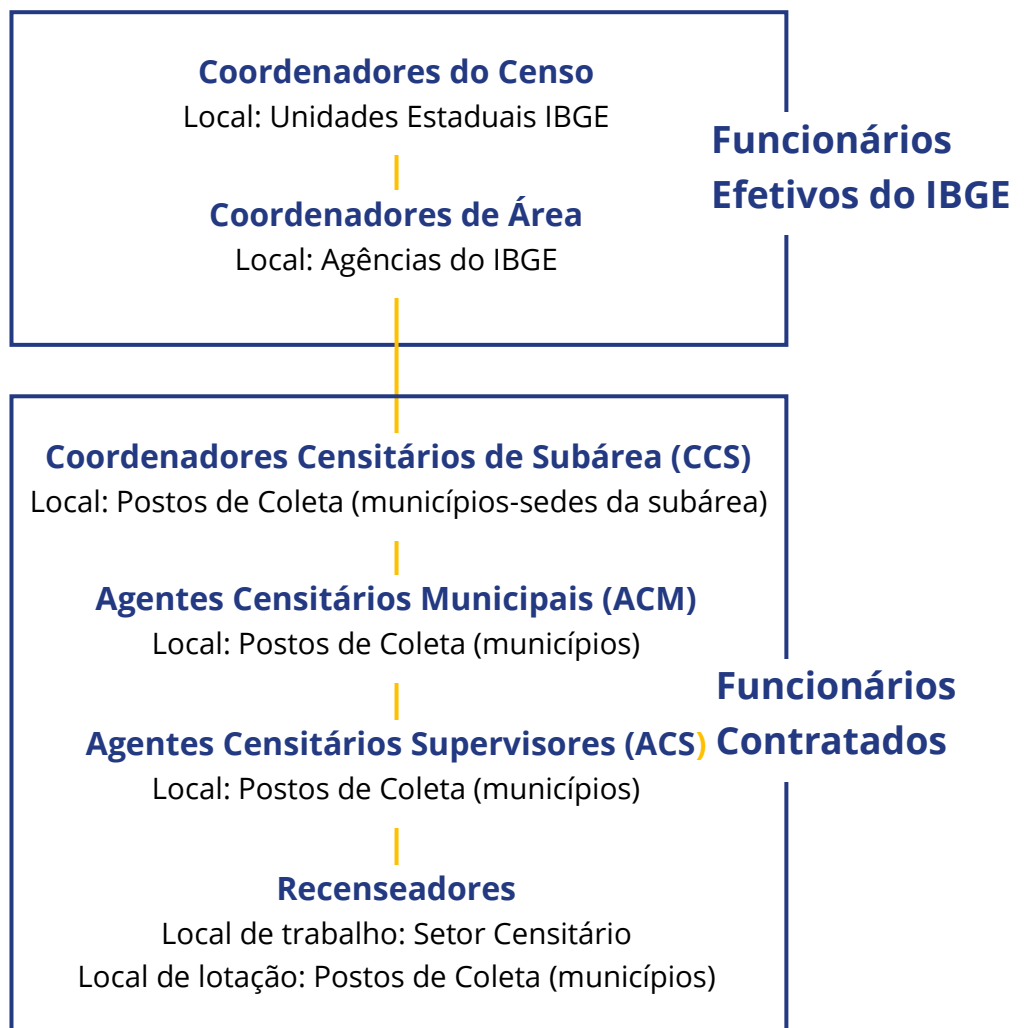 Coordenadores do Censo
Local: Unidades Estaduais IBGE
Coordenadores de Área
Local: Agências do IBGE
Funcionários
Efetivos do IBGE
Coordenadores Censitários de Subárea (CCS)
Local: Postos de Coleta (municípios-sedes da subárea)
Agentes Censitários Municipais (ACM)
Local: Postos de Coleta (municípios)
Agentes Censitários Supervisores (ACS)
Local: Postos de Coleta (municípios)
Recenseadores
Local de trabalho: Setor Censitário
Local de lotação: Postos de Coleta (municípios)
Funcionários
Contratados